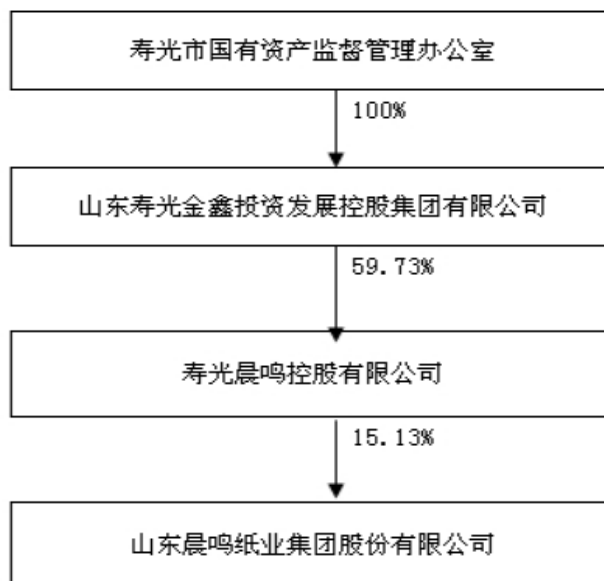 寿光市国有资产监督管理办公室
100%
山东寿光金鑫投资发展控股集团有限公司
59.73%
寿光晨鸣控股有限公司
15.13%
山东晨鸣纸业集团股份有限公司